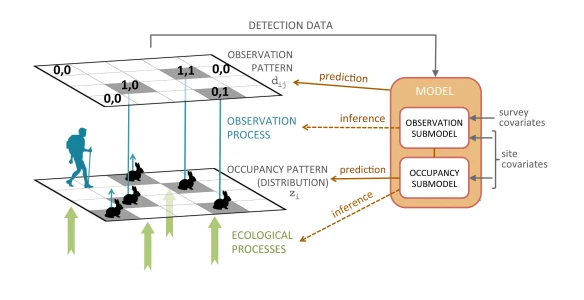 DETECTION DATA
OBSERVATION
PATTERN
dij
0,0
1,1
0,0
1,0
0,1
0,0
prediction
MODEL
inference
OBSERVATION
SUBMODEL
survey
covariates
OBSERVATION
PROCESS
site
covariates
OCCUPANCY PATTERN
(DISTRIBUTION)
zi
prediction
OCCUPANCY
SUBMODEL
inference
ECOLOGICAL
PROCESSES